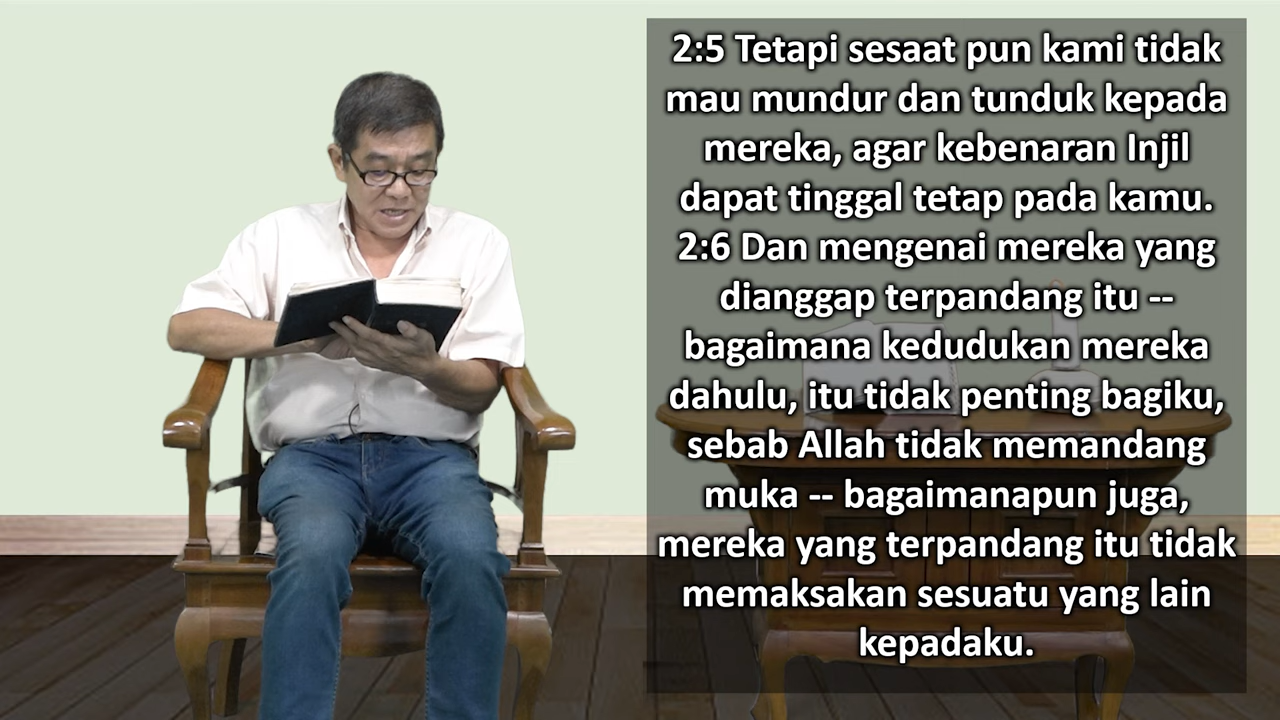 2:5 Tetapi sesaat pun kami tidak
mau mundur dan tunduk kepada
mereka, agar kebenaran Injil
dapat tinggal tetap pada kamu.
2:6 Dan mengenai mereka yang
dianggap terpandang itu --
bagaimana kedudukan mereka
dahulu, itu tidak penting bagiku,
sebab Allah tidak memandang
muka -- bagaimanapun juga,
mereka yang terpandang itu tidak
memaksakan sesuatu yang lain
kepadaku.